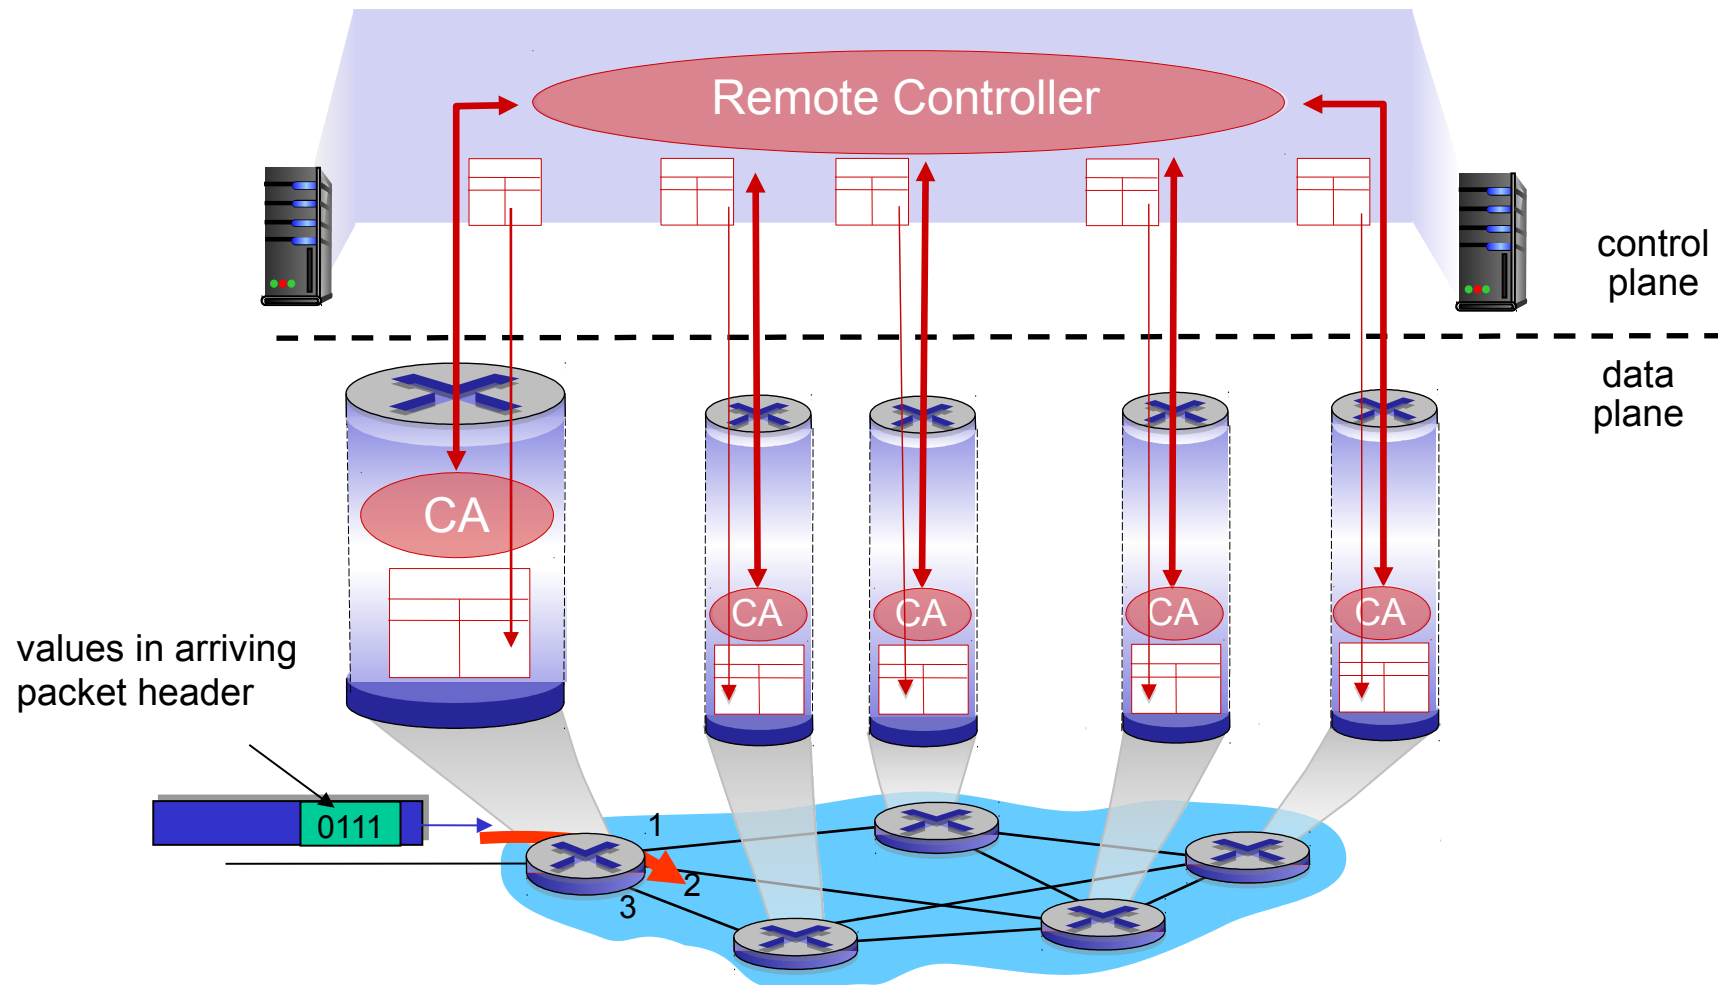 Remote Controller
control
plane
data
plane
CA
CA
CA
CA
CA
values in arriving
packet header
0111
1
2
3